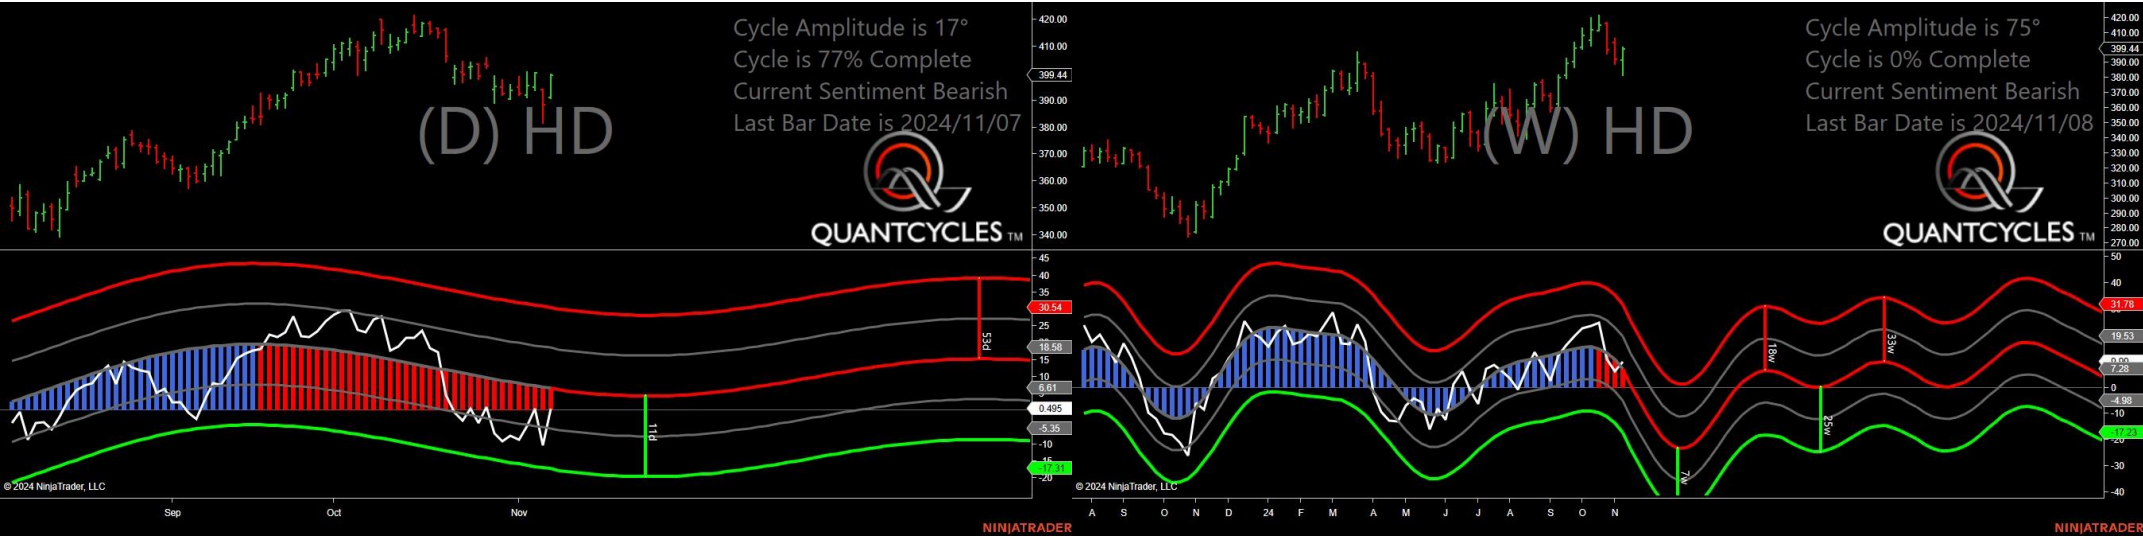 Cycle Amplitude is 17°
Cycle is 77% Complete
Current Sentiment Bearish
Last Bar Date is 2024/11/07
(D) HD
QUANTCYCLES TM
420.00
410.00
399.44
390.00
380.00
370.00
360.00
350.00
340.00
45
40
35
30.54
25
18.58
15
10
6.61
0.495
-5.35
-10
-17.31
-20
53d
11d
© 2024 NinjaTrader, LLC
Sep Oct Nov
NINJATRADER
Cycle Amplitude is 75°
Cycle is 0% Complete
Current Sentiment Bearish
Last Bar Date is 2024/11/08
(W) HD
QUANTCYCLES TM
420.00
410.00
399.44
390.00
380.00
370.00
360.00
350.00
340.00
330.00
320.00
310.00
300.00
290.00
280.00
270.00
50
40
31.78
19.53
7.28
0
-4.98
-10
-17.23
-20
-30
-40
18w
33w
25w
7w
© 2024 NinjaTrader, LLC
A S O N D 24 F M A M J J A S O N
NINJATRADER